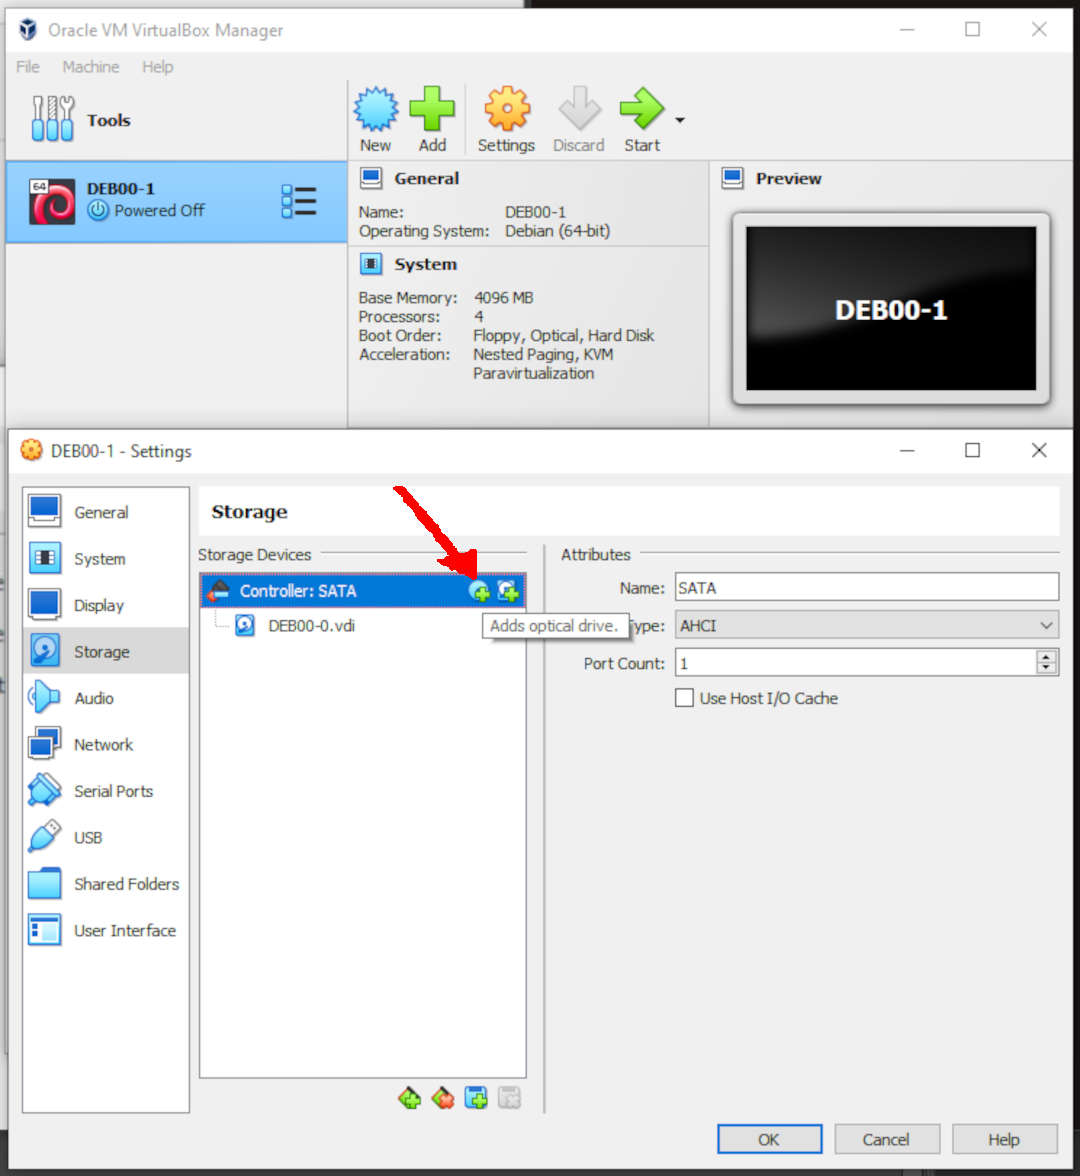 Oracle VM VirtualBox Manager
File Machine Help
Tools
New Add Settings Discard Start
64
DEB00-1
Powered Off
General
Name: DEB00-1
Operating System: Debian (64-bit)
System
Base Memory: 4096 MB
Processors: 4
Boot Order: Floppy, Optical, Hard Disk
Acceleration: Nested Paging, KVM
Paravirtualization
Preview
DEB00-1
DEB00-1 - Settings
General
System
Display
Storage
Audio
Network
Serial Ports
USB
Shared Folders
User Interface
Storage
Storage Devices
Controller: SATA
DEB00-0.vdi
Adds optical drive.
Attributes
Name: SATA
Type: AHCI
Port Count: 1
Use Host I/O Cache
OK Cancel Help